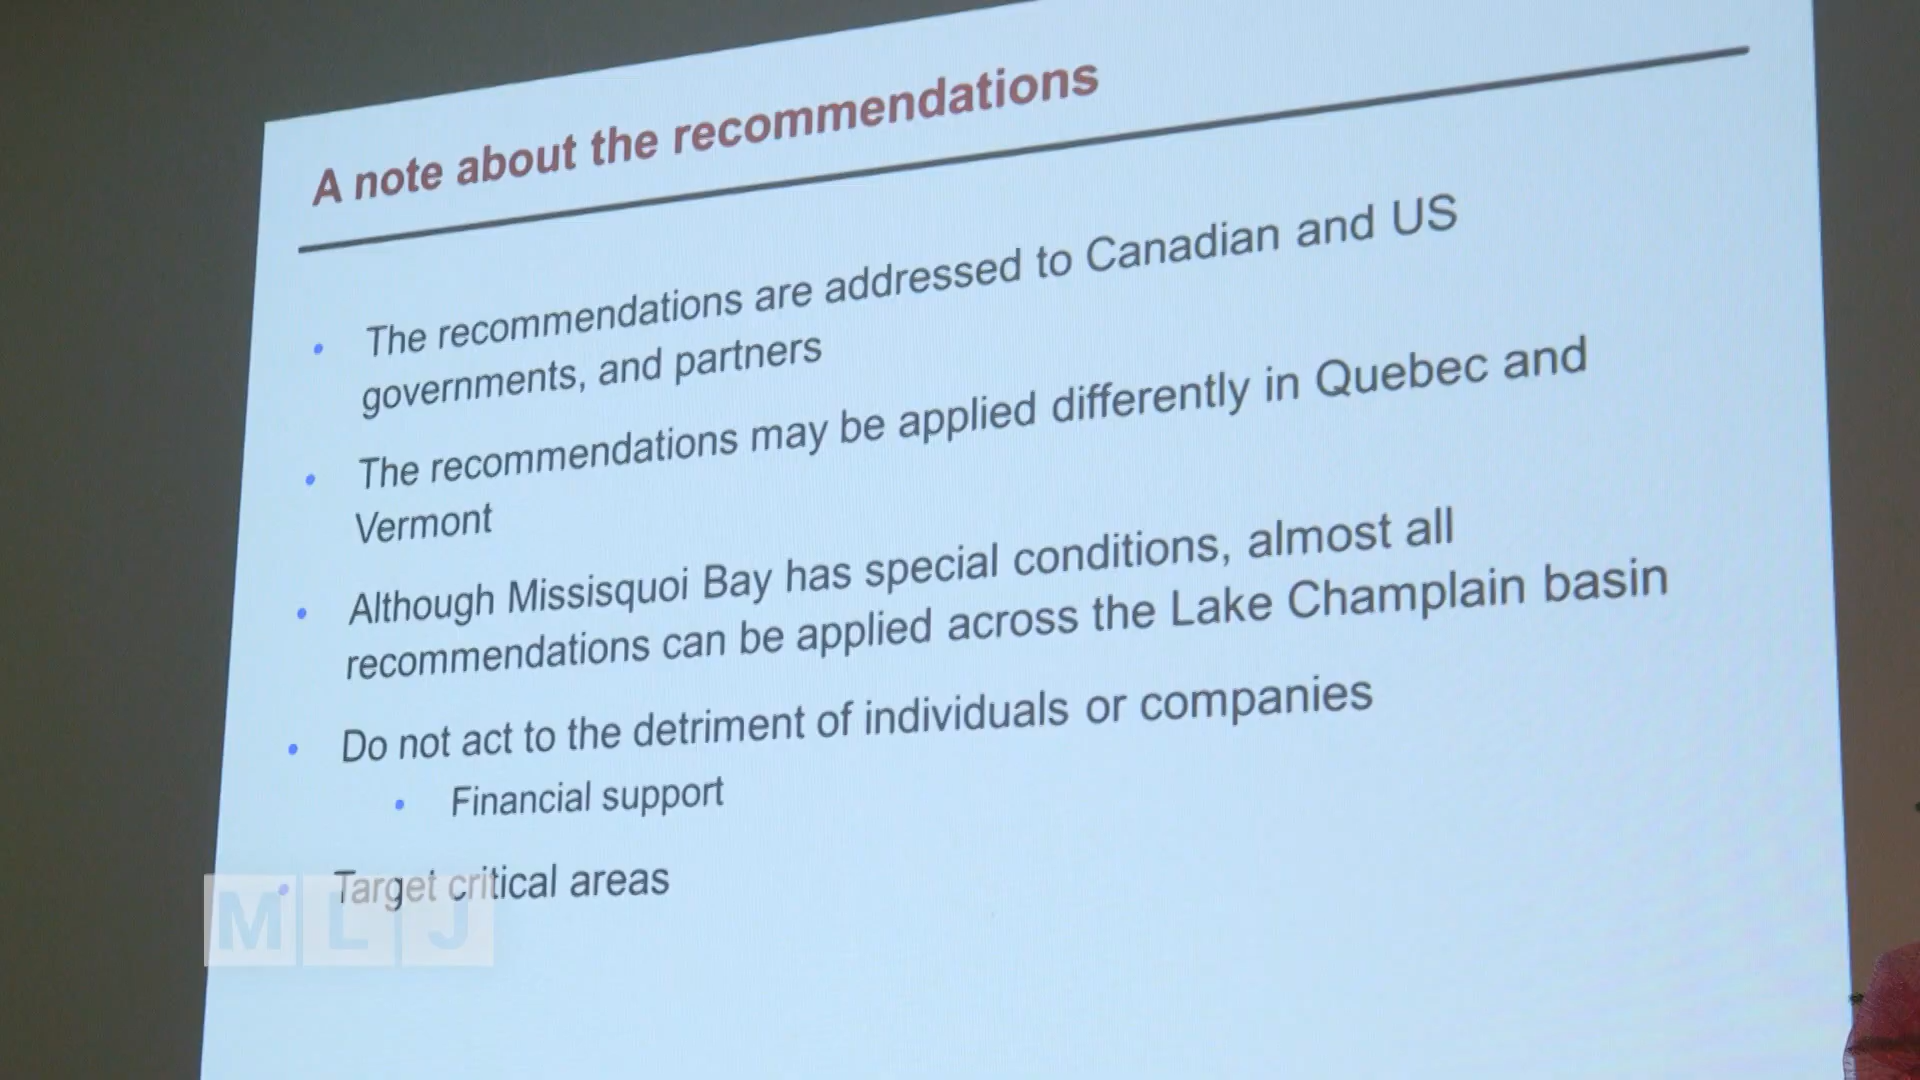 A note about the recommendations
• The recommendations are addressed to Canadian and US
governments, and partners
• The recommendations may be applied differently in Quebec and
Vermont
• Although Missisquoi Bay has special conditions, almost all
recommendations can be applied across the Lake Champlain basin
• Do not act to the detriment of individuals or companies
• Financial support
• Target critical areas
MLJ